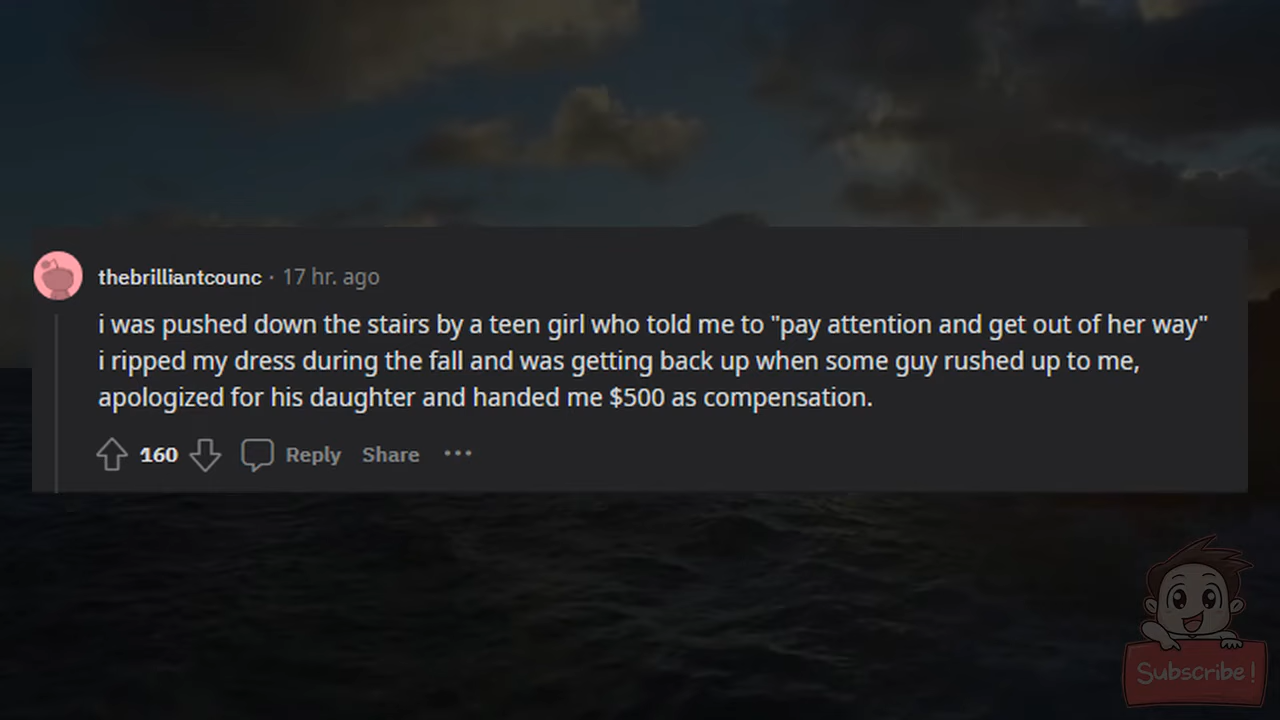 thebrilliantcounc · 17 hr. ago
i was pushed down the stairs by a teen girl who told me to "pay attention and get out of her way"
i ripped my dress during the fall and was getting back up when some guy rushed up to me,
apologized for his daughter and handed me $500 as compensation.
160 Reply Share •••
Subscribe!